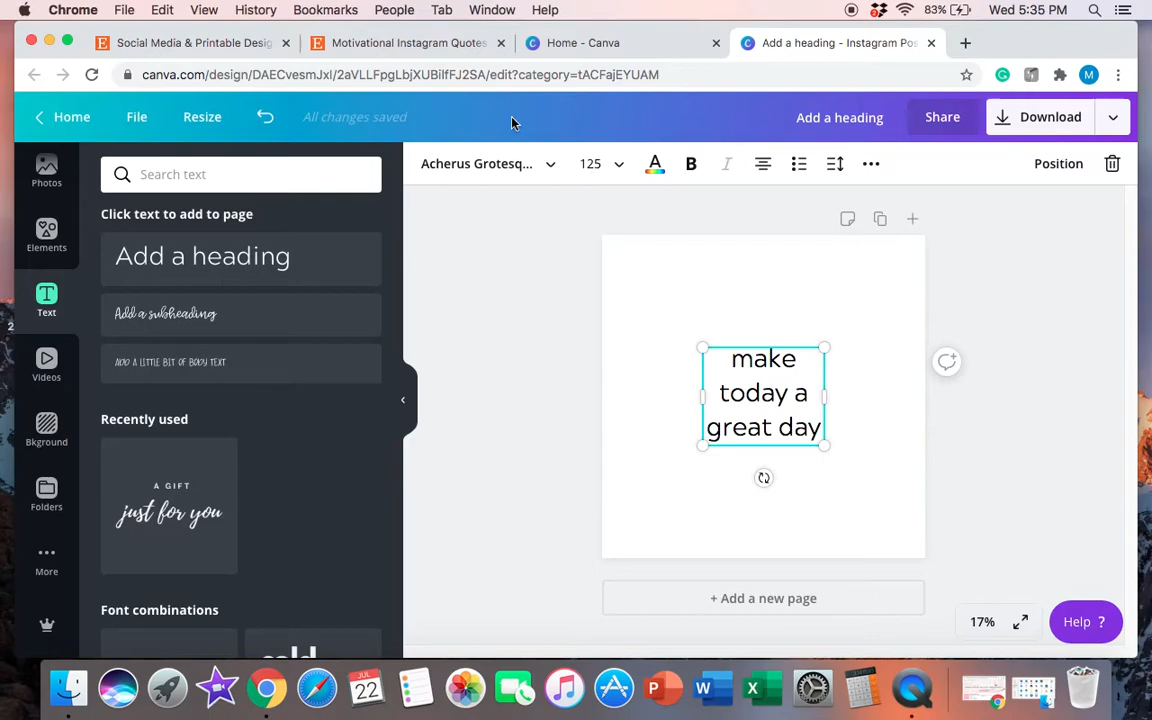 Chrome File Edit View History Bookmarks People Tab Window Help
83% Wed 5:35 PM
Social Media & Printable Desig
Motivational Instagram Quotes
Home - Canva
Add a heading - Instagram Pos
canva.com/design/DAECvesmJxI/2aVLLFpgLbjXUBilfFJ2SA/edit?category=tACFajEYUAM
M
Home File Resize All changes saved
Add a heading Share Download
Photos
Elements
Text
Videos
Bkground
Folders
More
Search text
Click text to add to page
Add a heading
Add a subheading
ADD A LITTLE BIT OF BODY TEXT
Recently used
A GIFT
just for you
Font combinations
Acherus Grotesq... 125 A B I
Position
make
today a
great day
+ Add a new page
17%
Help ?
JUL
22
P W X